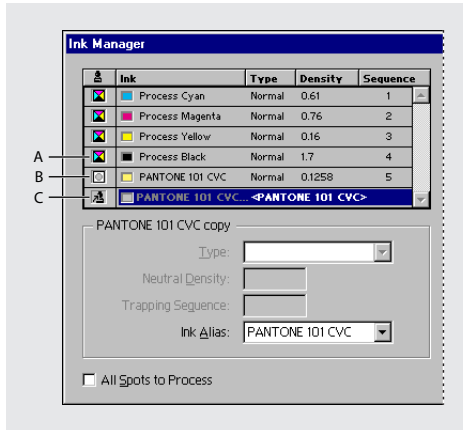 Ink Manager
Ink Type Density Sequence
Process Cyan Normal 0.61 1
Process Magenta Normal 0.76 2
Process Yellow Normal 0.16 3
A Process Black Normal 1.7 4
B PANTONE 101 CVC Normal 0.1258 5
C PANTONE 101 CVC... <PANTONE 101 CVC>
PANTONE 101 CVC copy
Type:
Neutral Density:
Trapping Sequence:
Ink Alias: PANTONE 101 CVC
All Spots to Process